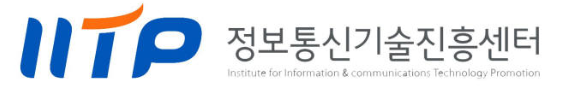 IITP 정보통신기술진흥센터
Institute for Information & communications Technology Promotion